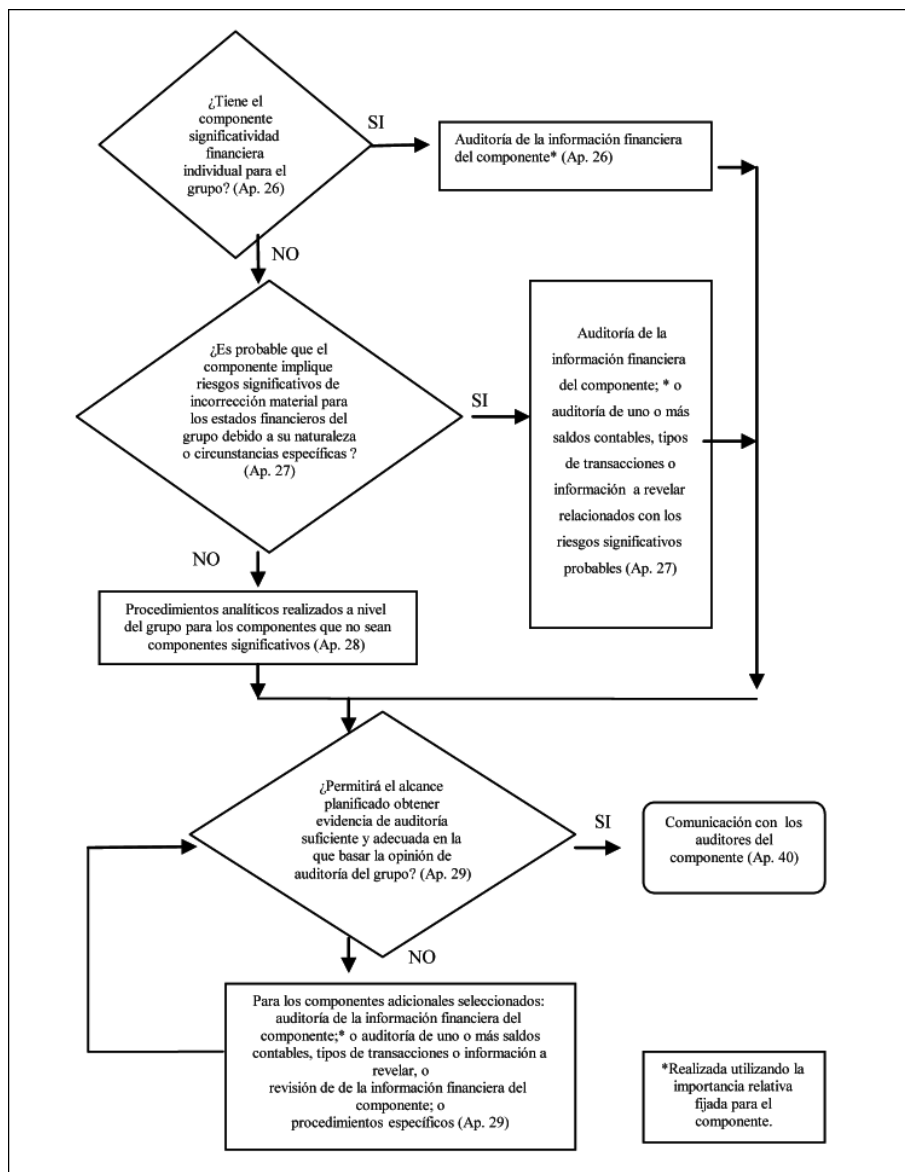 ¿Tiene el
componente
significatividad
financiera
individual para el
grupo? (Ap. 26)
SI
Auditoría de la información financiera
del componente* (Ap. 26)
NO
¿Es probable que el
componente implique
riesgos significativos de
incorrección material para
los estados financieros del
grupo debido a su naturaleza
o circunstancias específicas ?
(Ap. 27)
SI
Auditoría de la
información financiera
del componente; * o
auditoría de uno o más
saldos contables, tipos
de transacciones o
información a revelar
relacionados con los
riesgos significativos
probables (Ap. 27)
NO
Procedimientos analíticos realizados a nivel
del grupo para los componentes que no sean
componentes significativos (Ap. 28)
¿Permitirá el alcance
planificado obtener
evidencia de auditoría
suficiente y adecuada en la
que basar la opinión de
auditoría del grupo? (Ap. 29)
SI
Comunicación con los
auditores del
componente (Ap. 40)
NO
Para los componentes adicionales seleccionados:
auditoría de la información financiera del
componente;* o auditoría de uno o más saldos
contables, tipos de transacciones o información a
revelar, o
revisión de de la información financiera del
componente; o
procedimientos específicos (Ap. 29)
*Realizada utilizando la
importancia relativa
fijada para el
componente.